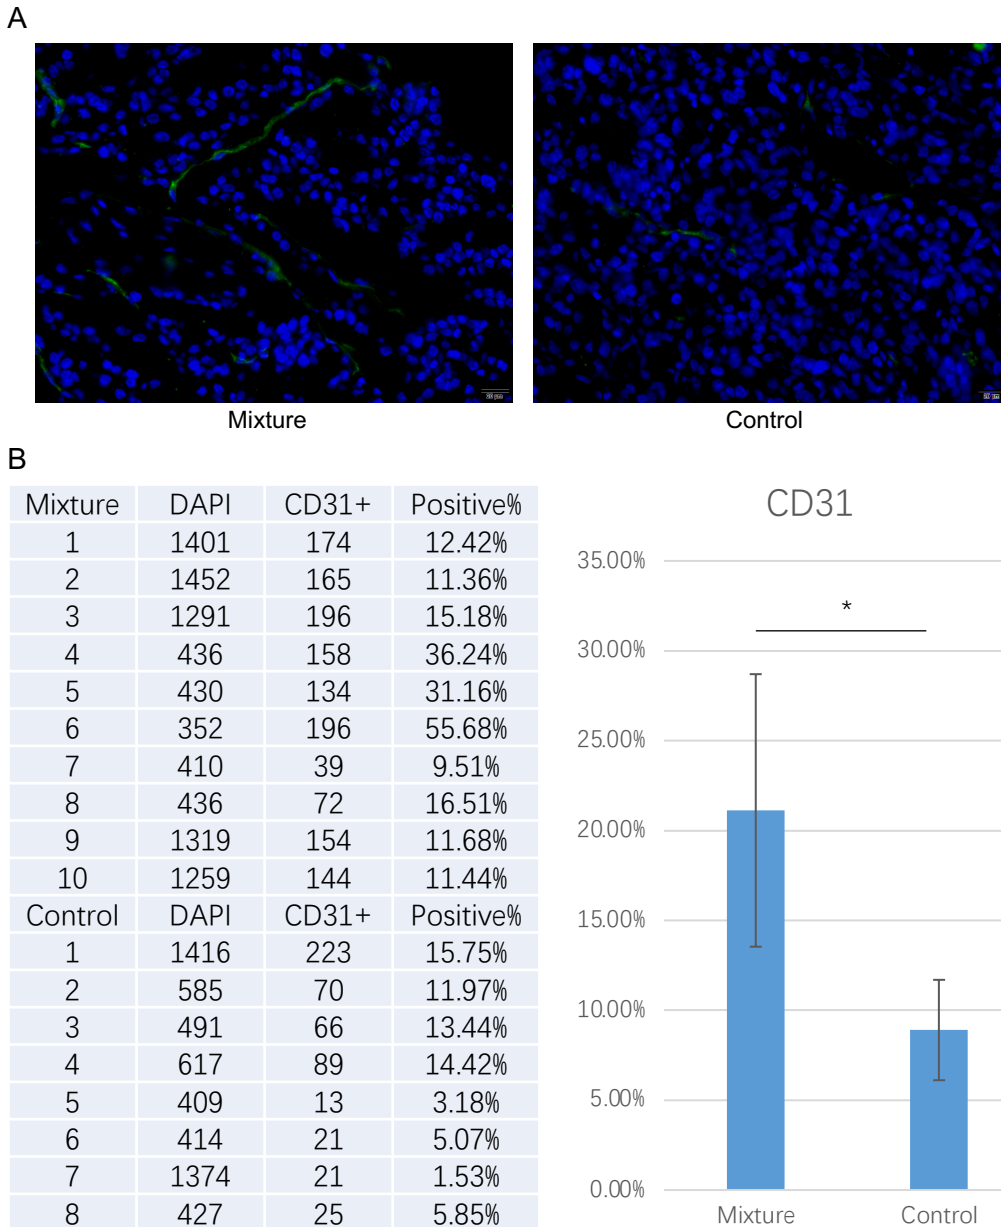 A
20 μm
Mixture
Control
B
Mixture DAPI CD31+ Positive%
1 1401 174 12.42%
2 1452 165 11.36%
3 1291 196 15.18%
4 436 158 36.24%
5 430 134 31.16%
6 352 196 55.68%
7 410 39 9.51%
8 436 72 16.51%
9 1319 154 11.68%
10 1259 144 11.44%
Control DAPI CD31+ Positive%
1 1416 223 15.75%
2 585 70 11.97%
3 491 66 13.44%
4 617 89 14.42%
5 409 13 3.18%
6 414 21 5.07%
7 1374 21 1.53%
8 427 25 5.85%
CD31
35.00%
*
30.00%
25.00%
20.00%
15.00%
10.00%
5.00%
0.00%
Mixture Control